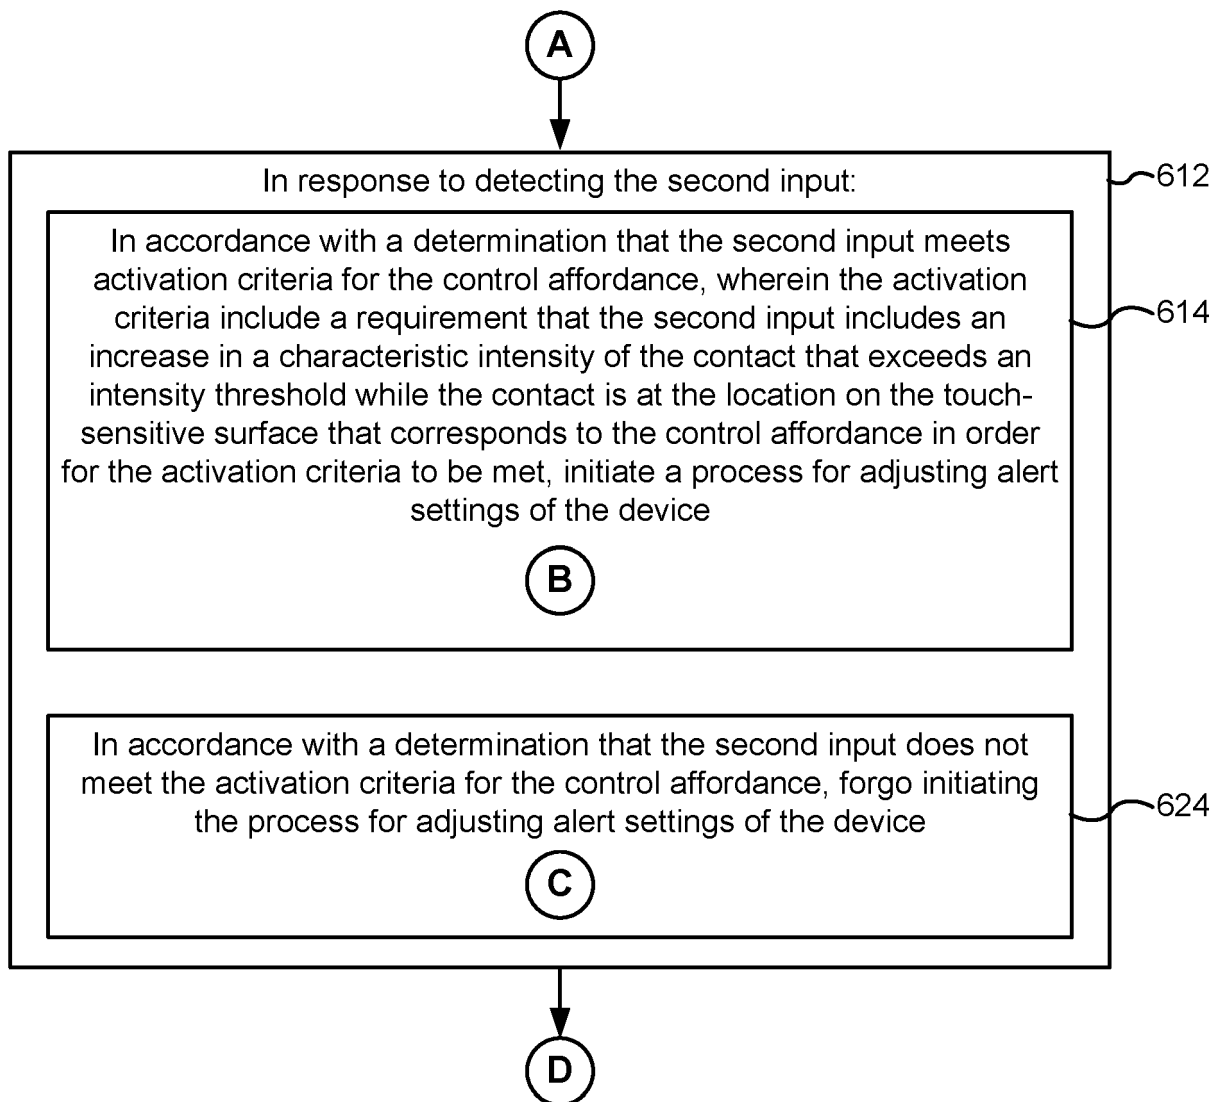 A
In response to detecting the second input:
612
In accordance with a determination that the second input meets
activation criteria for the control affordance, wherein the activation
criteria include a requirement that the second input includes an
614
increase in a characteristic intensity of the contact that exceeds an
intensity threshold while the contact is at the location on the touch-
sensitive surface that corresponds to the control affordance in order
for the activation criteria to be met, initiate a process for adjusting alert
settings of the device
B
In accordance with a determination that the second input does not
meet the activation criteria for the control affordance, forgo initiating
the process for adjusting alert settings of the device
624
C
D